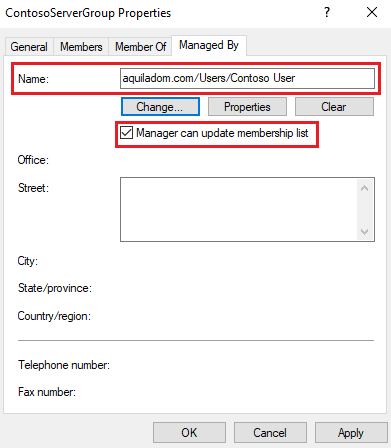 ContosoServerGroup Properties ? ×
General Members Member Of Managed By
Name: aquiladom.com/Users/Contoso User
Change... Properties Clear
Manager can update membership list
Office:
Street:
City:
State/province:
Country/region:
Telephone number:
Fax number:
OK Cancel Apply